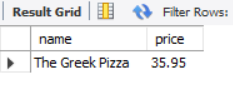 Result Grid Filter Rows:
name price
The Greek Pizza 35.95